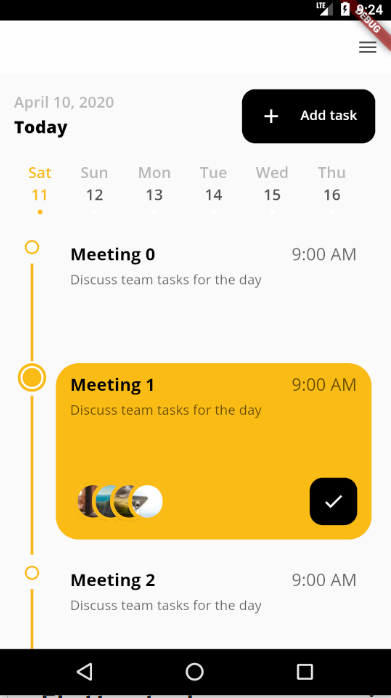 LTE 9:24
DEBUG
April 10, 2020
Today
+ Add task
Sat Sun Mon Tue Wed Thu
11 12 13 14 15 16
Meeting 0 9:00 AM
Discuss team tasks for the day
Meeting 1 9:00 AM
Discuss team tasks for the day
Meeting 2 9:00 AM
Discuss team tasks for the day